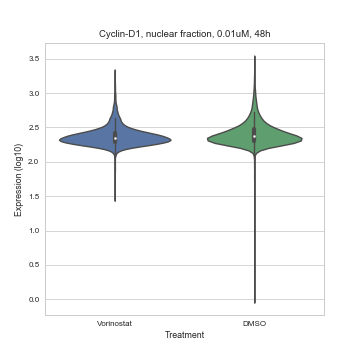 Cyclin-D1, nuclear fraction, 0.01uM, 48h
3.5
3.0
2.5
2.0
1.5
1.0
0.5
0.0
Expression (log10)
Vorinostat
DMSO
Treatment